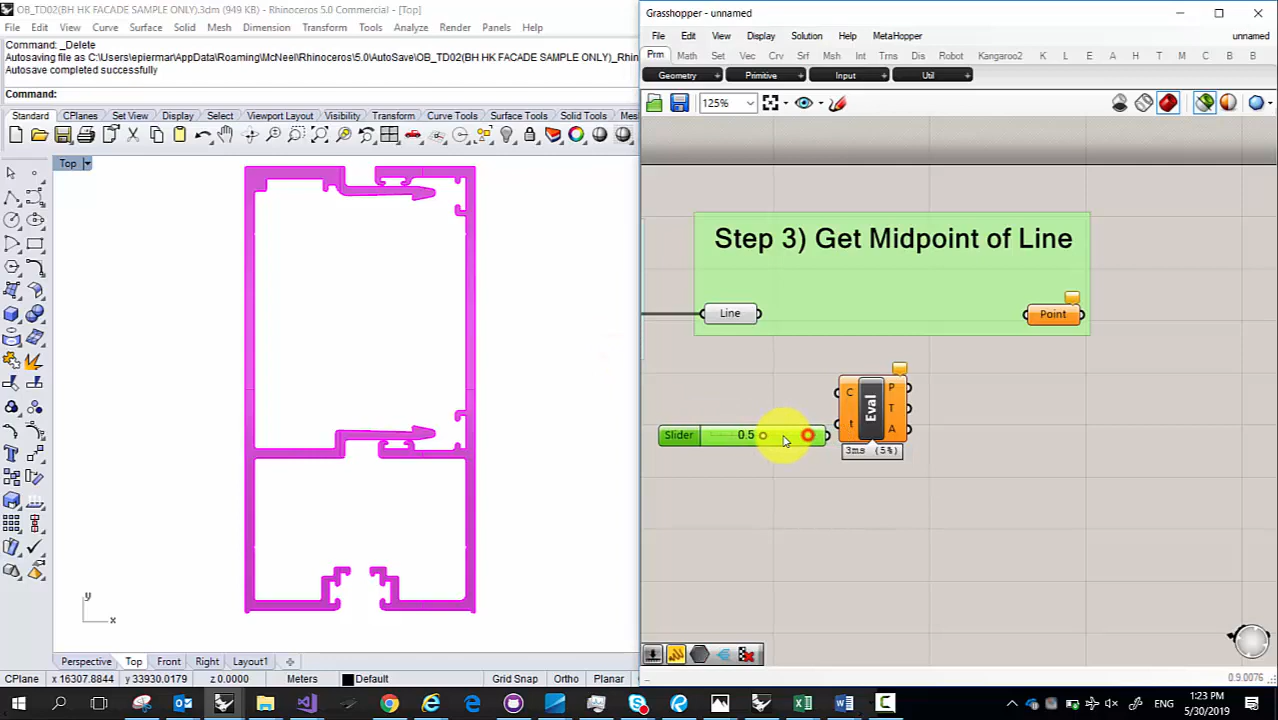 OB_TD02(BH HK FACADE SAMPLE ONLY).3dm (949 KB) - Rhinoceros 5.0 Commercial - [Top]
File Edit View Curve Surface Solid Mesh Dimension Transform Tools Analyze Render Panels
Command: _Delete
Autosaving file as C:\Users\epiermar\AppData\Roaming\McNeel\Rhinoceros\5.0\AutoSave\OB_TD02(BH HK FACADE SAMPLE ONLY)_Rhin
Autosave completed successfully
Command:
Standard CPlanes Set View Display Select Viewport Layout Visibility Transform Curve Tools Surface Tools Solid Tools Mes
Top
y
x
Perspective Top Front Right Layout1
CPlane x 16307.8844 y 33930.0179 z 0.0000 Meters Default Grid Snap Ortho Planar
Grasshopper - unnamed
File Edit View Display Solution Help MetaHopper unnamed
Prm Math Set Vec Crv Srf Msh Int Trns Dis Robot Kangaroo2 L E A H T M C B B
Geometry Primitive Input Util
125%
Step 3) Get Midpoint of Line
Line
Point
C
t
Eval
P
T
A
3ms (5%)
Slider 0.5
0.9.0076
ENG
1:23 PM
5/30/2019